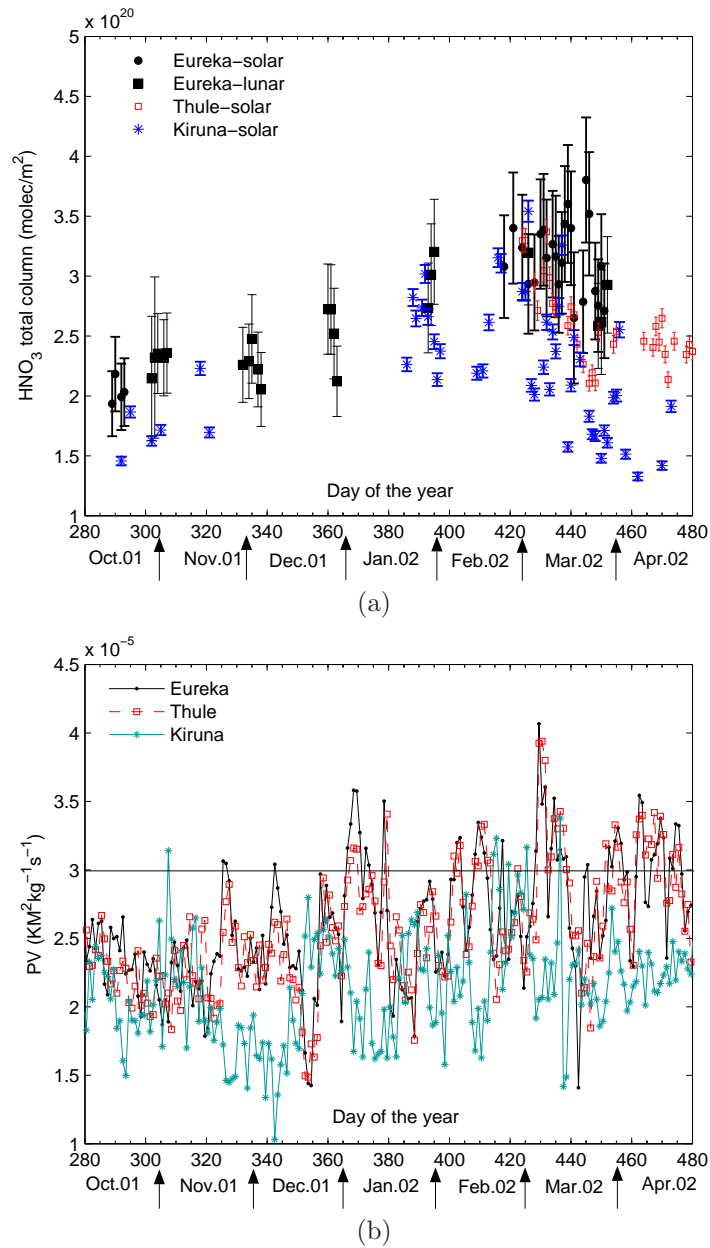 x 10^20
5
4.5
4
3.5
3
2.5
2
1.5
1
HNO3 total column (molec/m²)
Eureka−solar
Eureka−lunar
Thule−solar
Kiruna−solar
Day of the year
280 300 320 340 360 380 400 420 440 460 480
Oct.01 Nov.01 Dec.01 Jan.02 Feb.02 Mar.02 Apr.02
(a)
x 10^−5
4.5
4
3.5
3
2.5
2
1.5
1
PV (KM²kg−1s−1)
Eureka
Thule
Kiruna
Day of the year
280 300 320 340 360 380 400 420 440 460 480
Oct.01 Nov.01 Dec.01 Jan.02 Feb.02 Mar.02 Apr.02
(b)